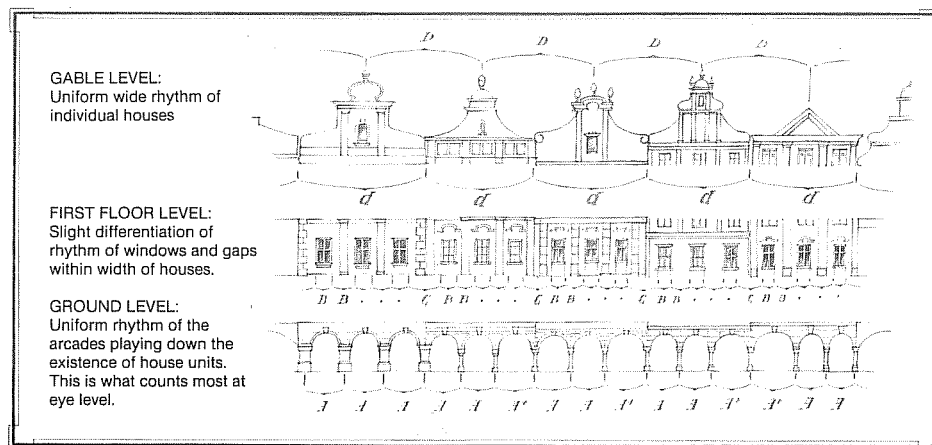 D D D D
GABLE LEVEL:
Uniform wide rhythm of
individual houses
d d d d d
FIRST FLOOR LEVEL:
Slight differentiation of
rhythm of windows and gaps
within width of houses.
B B · · · C B B · · · C B B · · · C B B · · · C B B · · ·
GROUND LEVEL:
Uniform rhythm of the
arcades playing down the
existence of house units.
This is what counts most at
eye level.
A A A A A A' A A A' A A A' A' A A